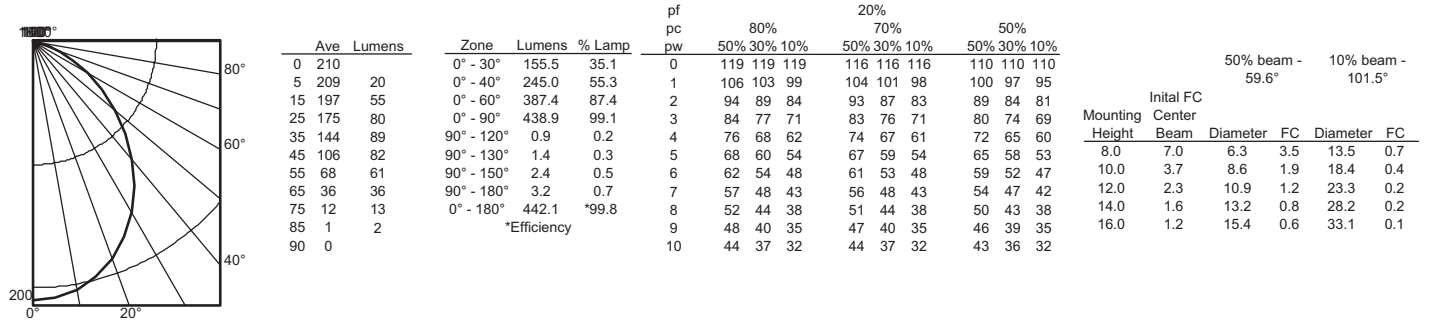 80°
60°
40°
200
0° 20°
Ave Lumens
0 210
5 209 20
15 197 55
25 175 80
35 144 89
45 106 82
55 68 61
65 36 36
75 12 13
85 1 2
90 0
Zone Lumens % Lamp
0° - 30° 155.5 35.1
0° - 40° 245.0 55.3
0° - 60° 387.4 87.4
0° - 90° 438.9 99.1
90° - 120° 0.9 0.2
90° - 130° 1.4 0.3
90° - 150° 2.4 0.5
90° - 180° 3.2 0.7
0° - 180° 442.1 *99.8
*Efficiency
pf 20%
pc 80% 70% 50%
pw 50% 30% 10% 50% 30% 10% 50% 30% 10%
0 119 119 119 116 116 116 110 110 110
1 106 103 99 104 101 98 100 97 95
2 94 89 84 93 87 83 89 84 81
3 84 77 71 83 76 71 80 74 69
4 76 68 62 74 67 61 72 65 60
5 68 60 54 67 59 54 65 58 53
6 62 54 48 61 53 48 59 52 47
7 57 48 43 56 48 43 54 47 42
8 52 44 38 51 44 38 50 43 38
9 48 40 35 47 40 35 46 39 35
10 44 37 32 44 37 32 43 36 32
50% beam - 10% beam -
59.6° 101.5°
Inital FC
Mounting Center
Height Beam Diameter FC Diameter FC
8.0 7.0 6.3 3.5 13.5 0.7
10.0 3.7 8.6 1.9 18.4 0.4
12.0 2.3 10.9 1.2 23.3 0.2
14.0 1.6 13.2 0.8 28.2 0.2
16.0 1.2 15.4 0.6 33.1 0.1